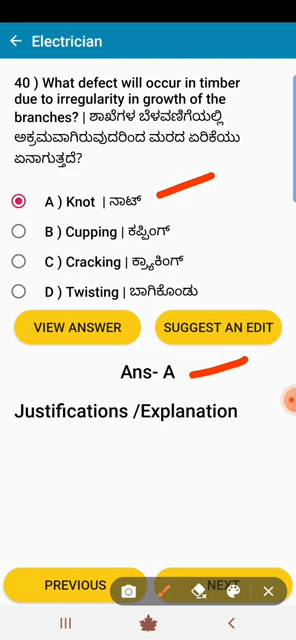 Electrician
40 ) What defect will occur in timber
due to irregularity in growth of the
branches? | ಶಾಖೆಗಳ ಬೆಳವಣಿಗೆಯಲ್ಲಿ
ಅಕ್ರಮವಾಗಿರುವುದರಿಂದ ಮರದ ಏರಿಕೆಯು
ಏನಾಗುತ್ತದೆ?
A ) Knot | ನಾಟ್
B ) Cupping | ಕಪ್ಪಿಂಗ್
C ) Cracking | ಕ್ರ್ಯಾಕಿಂಗ್
D ) Twisting | ಬಾಗಿಕೊಂಡು
VIEW ANSWER SUGGEST AN EDIT
Ans- A
Justifications /Explanation
PREVIOUS NEXT